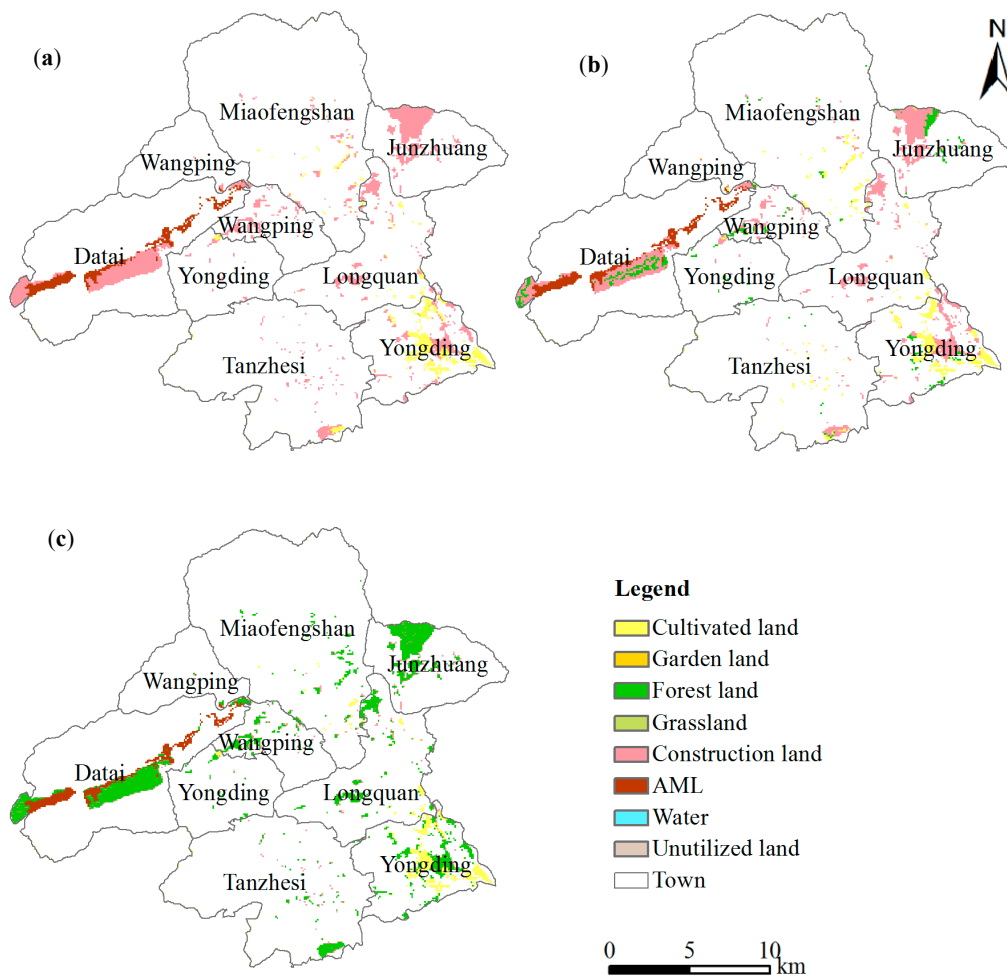 (a)
Miaofengshan
Junzhuang
Wangping
Wangping
Datai
Yongding
Longquan
Yongding
Tanzhesi
N
(b)
Miaofengshan
Junzhuang
Wangping
Wangping
Datai
Yongding
Longquan
Yongding
Tanzhesi
(c)
Miaofengshan
Junzhuang
Wangping
Wangping
Datai
Yongding
Longquan
Yongding
Tanzhesi
Legend
Cultivated land
Garden land
Forest land
Grassland
Construction land
AML
Water
Unutilized land
Town
0 5 10
km